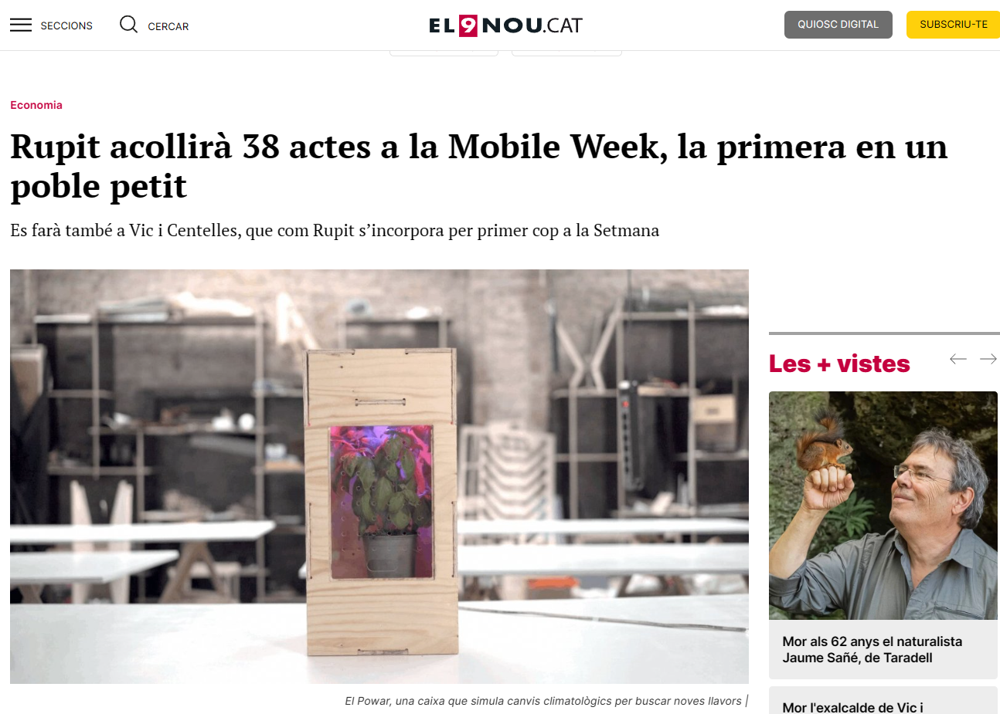 SECCIONS
CERCAR
EL9NOU.CAT
QUIOSC DIGITAL
SUBSCRIU-TE
Economia
Rupit acollirà 38 actes a la Mobile Week, la primera en un
poble petit
Es farà també a Vic i Centelles, que com Rupit s’incorpora per primer cop a la Setmana
El Powar, una caixa que simula canvis climatològics per buscar noves llavors |
Les + vistes
Mor als 62 anys el naturalista
Jaume Sañé, de Taradell
Mor l'exalcalde de Vic i